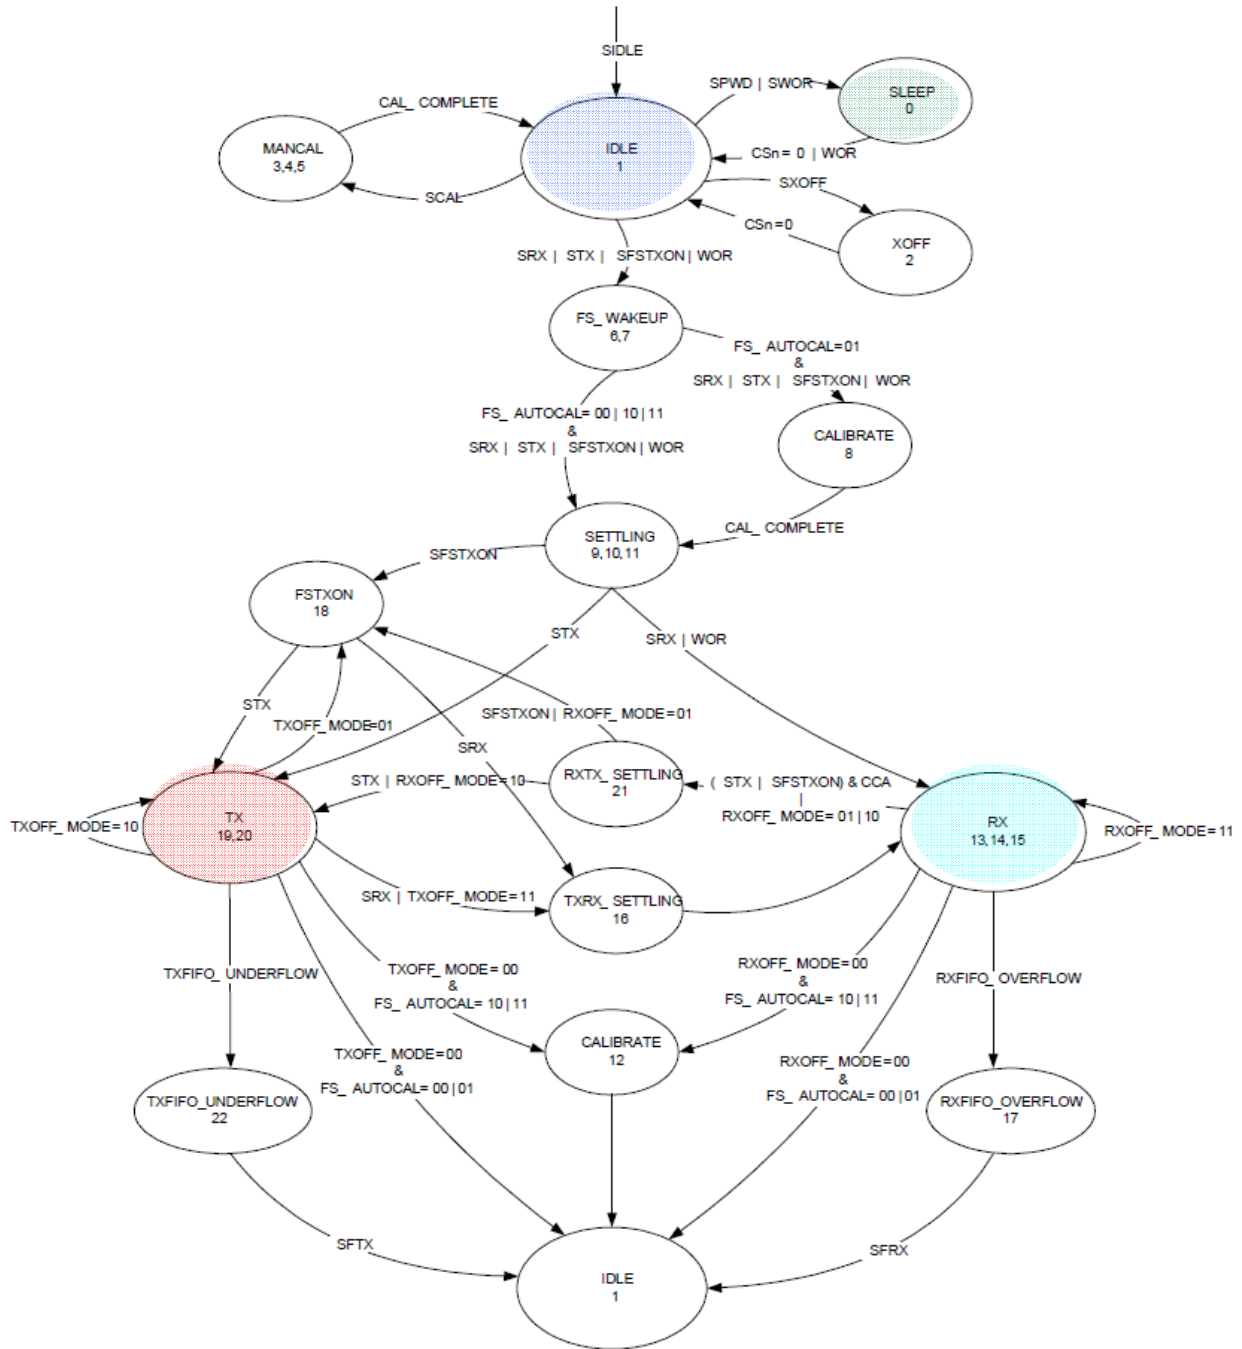 SIDLE
SPWD | SWOR
SLEEP
0
CAL_ COMPLETE
MANCAL
3,4,5
IDLE
1
CSn = 0 | WOR
SXOFF
SCAL
CSn=0
XOFF
2
SRX | STX | SFSTXON | WOR
FS_ WAKEUP
6,7
FS_ AUTOCAL=01
&
SRX | STX | SFSTXON | WOR
FS_ AUTOCAL= 00 | 10 | 11
&
SRX | STX | SFSTXON | WOR
CALIBRATE
8
CAL_ COMPLETE
SETTLING
9,10,11
SFSTXON
FSTXON
18
STX
SRX | WOR
STX
TXOFF_ MODE=01
SFSTXON | RXOFF_ MODE=01
SRX
STX | RXOFF_ MODE=10
RXTX_ SETTLING
21
( STX | SFSTXON) & CCA
|
RXOFF_ MODE= 01 | 10
TXOFF_ MODE= 10
TX
19,20
RX
13,14,15
RXOFF_ MODE= 11
SRX | TXOFF_ MODE= 11
TXRX_ SETTLING
16
TXFIFO_ UNDERFLOW
TXOFF_ MODE= 00
&
FS_ AUTOCAL= 10 | 11
RXOFF_ MODE= 00
&
FS_ AUTOCAL= 10 | 11
RXFIFO_ OVERFLOW
CALIBRATE
12
TXOFF_ MODE= 00
&
FS_ AUTOCAL= 00 | 01
RXOFF_ MODE= 00
&
FS_ AUTOCAL= 00 | 01
TXFIFO_UNDERFLOW
22
RXFIFO_OVERFLOW
17
SFTX
SFRX
IDLE
1